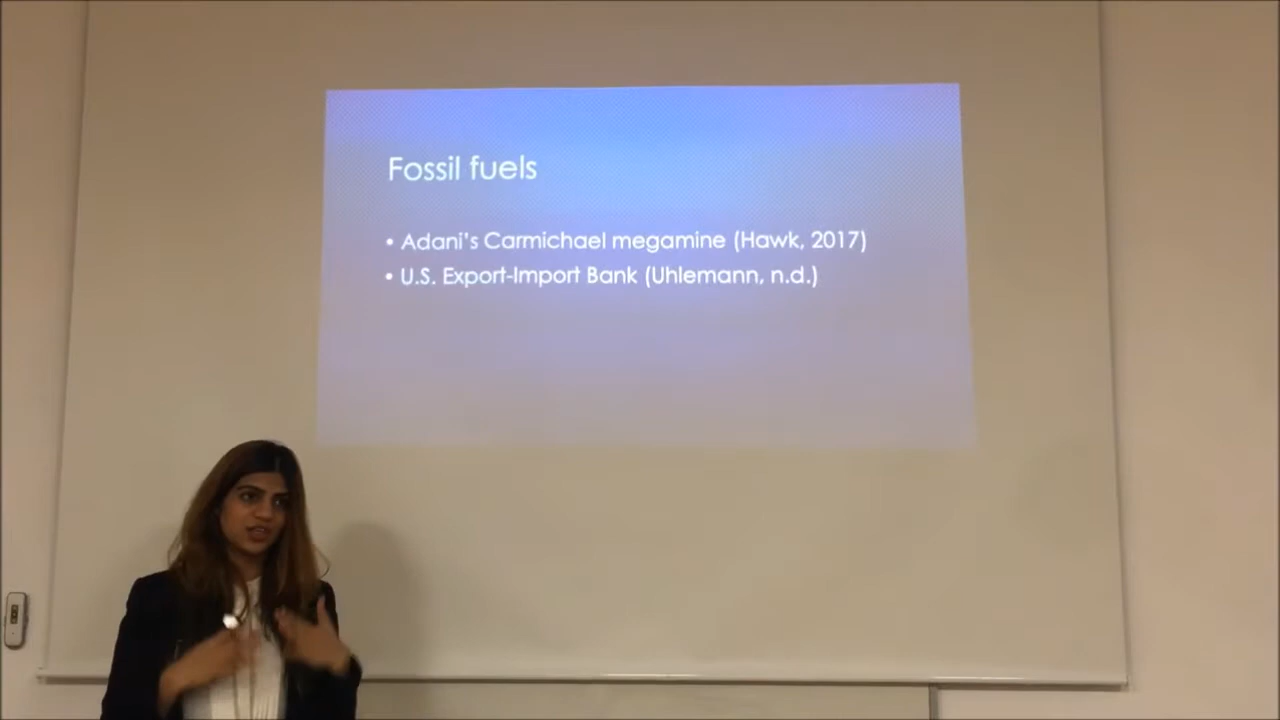 Fossil fuels
• Adani's Carmichael megamine (Hawk, 2017)
• U.S. Export-Import Bank (Uhlemann, n.d.)